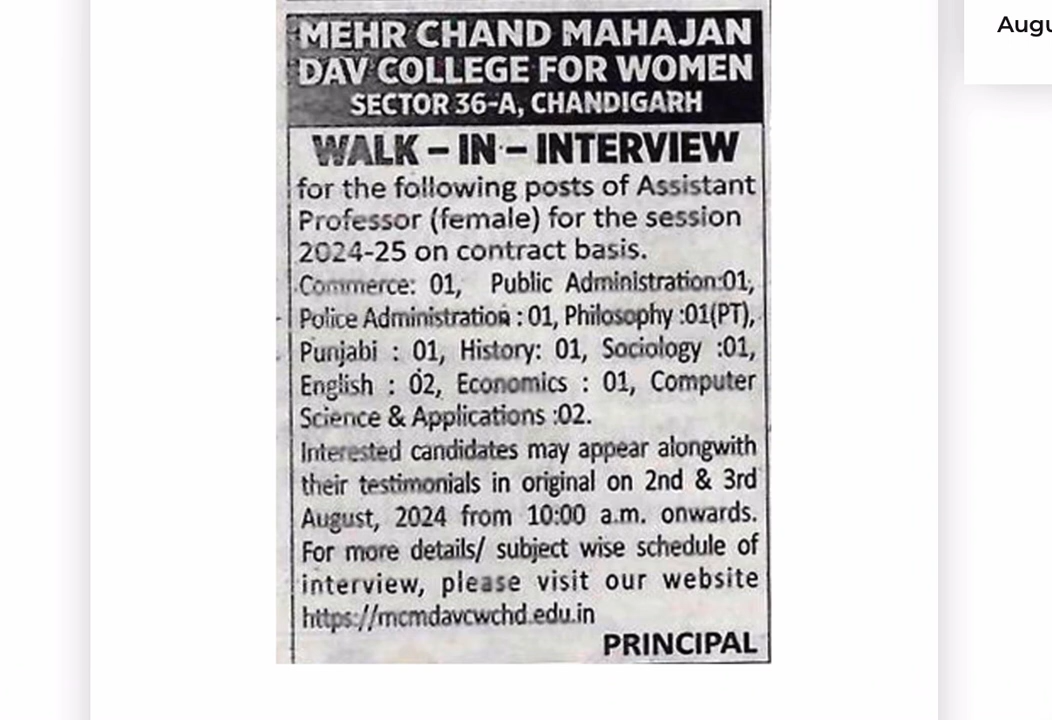 MEHR CHAND MAHAJAN
DAV COLLEGE FOR WOMEN
SECTOR 36-A, CHANDIGARH
WALK – IN – INTERVIEW
for the following posts of Assistant
Professor (female) for the session
2024-25 on contract basis.
Commerce: 01, Public Administration:01,
Police Administration : 01, Philosophy :01(PT),
Punjabi : 01, History: 01, Sociology :01,
English : 02, Economics : 01, Computer
Science & Applications :02.
Interested candidates may appear alongwith
their testimonials in original on 2nd & 3rd
August, 2024 from 10:00 a.m. onwards.
For more details/ subject wise schedule of
interview, please visit our website
https://mcmdavcwchd.edu.in
PRINCIPAL